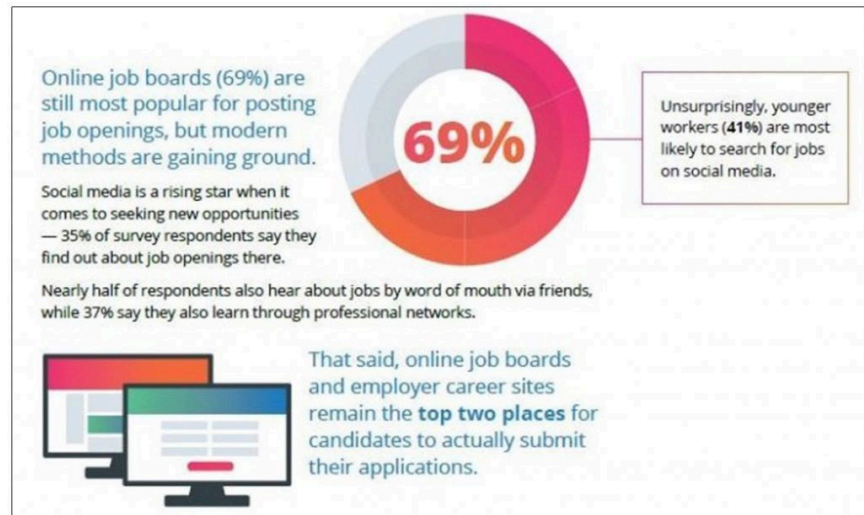 Online job boards (69%) are
still most popular for posting
job openings, but modern
methods are gaining ground.
Social media is a rising star when it
comes to seeking new opportunities
— 35% of survey respondents say they
find out about job openings there.
69%
Unsurprisingly, younger
workers (41%) are most
likely to search for jobs
on social media.
Nearly half of respondents also hear about jobs by word of mouth via friends,
while 37% say they also learn through professional networks.
That said, online job boards
and employer career sites
remain the top two places for
candidates to actually submit
their applications.